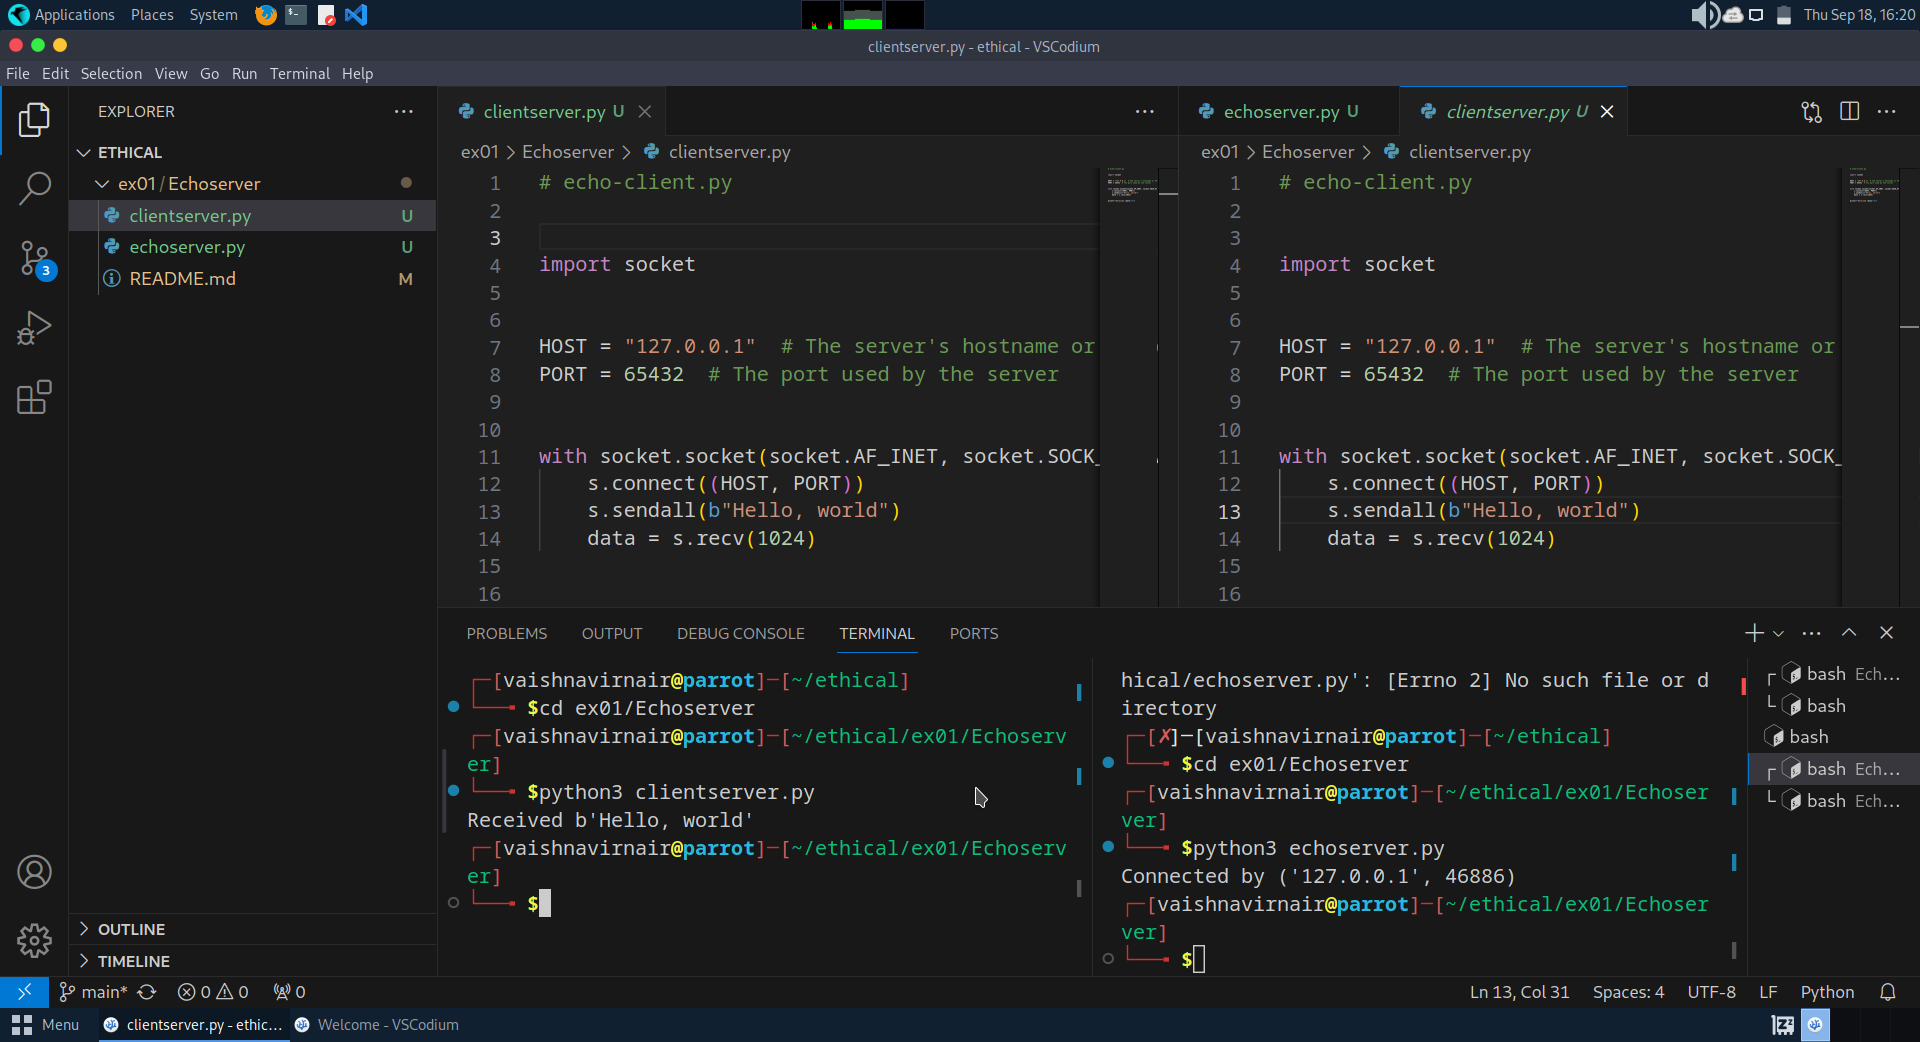 Applications Places System
Thu Sep 18, 16:20
clientserver.py - ethical - VSCodium
File Edit Selection View Go Run Terminal Help
EXPLORER
ETHICAL
ex01 / Echoserver
clientserver.py U
echoserver.py U
README.md M
OUTLINE
TIMELINE
3
clientserver.py U
ex01 > Echoserver > clientserver.py
1 # echo-client.py
2
3
4 import socket
5
6
7 HOST = "127.0.0.1"  # The server's hostname or
8 PORT = 65432  # The port used by the server
9
10
11 with socket.socket(socket.AF_INET, socket.SOCK_
12     s.connect((HOST, PORT))
13     s.sendall(b"Hello, world")
14     data = s.recv(1024)
15
16
echoserver.py U clientserver.py U
ex01 > Echoserver > clientserver.py
1 # echo-client.py
2
3
4 import socket
5
6
7 HOST = "127.0.0.1"  # The server's hostname or
8 PORT = 65432  # The port used by the server
9
10
11 with socket.socket(socket.AF_INET, socket.SOCK_
12     s.connect((HOST, PORT))
13     s.sendall(b"Hello, world")
14     data = s.recv(1024)
15
16
PROBLEMS OUTPUT DEBUG CONSOLE TERMINAL PORTS
┌─[vaishnavirnair@parrot]─[~/ethical]
└──╼ $cd ex01/Echoserver
┌─[vaishnavirnair@parrot]─[~/ethical/ex01/Echoserv
er]
└──╼ $python3 clientserver.py
Received b'Hello, world'
┌─[vaishnavirnair@parrot]─[~/ethical/ex01/Echoserv
er]
└──╼ $
hical/echoserver.py': [Errno 2] No such file or d
irectory
┌─[✗]─[vaishnavirnair@parrot]─[~/ethical]
└──╼ $cd ex01/Echoserver
┌─[vaishnavirnair@parrot]─[~/ethical/ex01/Echoser
ver]
└──╼ $python3 echoserver.py
Connected by ('127.0.0.1', 46886)
┌─[vaishnavirnair@parrot]─[~/ethical/ex01/Echoser
ver]
└──╼ $
┌ bash Ech...
└ bash
bash
┌ bash Ech...
└ bash Ech...
main* 0 0 0
Ln 13, Col 31 Spaces: 4 UTF-8 LF Python
Menu clientserver.py - ethic... Welcome - VSCodium